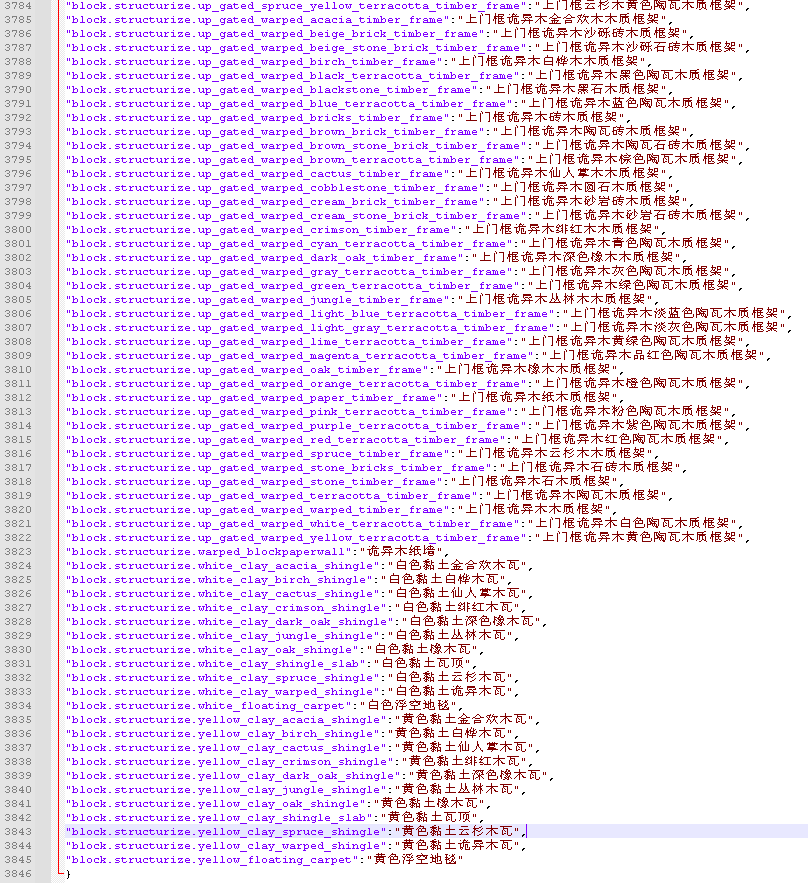 3784 "block.structurize.up_gated_spruce_yellow_terracotta_timber_frame":"上门框云杉木黄色陶瓦木质框架",
3785 "block.structurize.up_gated_warped_acacia_timber_frame":"上门框诡异木金合欢木木质框架",
3786 "block.structurize.up_gated_warped_beige_brick_timber_frame":"上门框诡异木沙砾砖木质框架",
3787 "block.structurize.up_gated_warped_beige_stone_brick_timber_frame":"上门框诡异木沙砾石砖木质框架",
3788 "block.structurize.up_gated_warped_birch_timber_frame":"上门框诡异木白桦木木质框架",
3789 "block.structurize.up_gated_warped_black_terracotta_timber_frame":"上门框诡异木黑色陶瓦木质框架",
3790 "block.structurize.up_gated_warped_blackstone_timber_frame":"上门框诡异木黑石木质框架",
3791 "block.structurize.up_gated_warped_blue_terracotta_timber_frame":"上门框诡异木蓝色陶瓦木质框架",
3792 "block.structurize.up_gated_warped_bricks_timber_frame":"上门框诡异木砖木质框架",
3793 "block.structurize.up_gated_warped_brown_brick_timber_frame":"上门框诡异木陶瓦砖木质框架",
3794 "block.structurize.up_gated_warped_brown_stone_brick_timber_frame":"上门框诡异木陶瓦石砖木质框架",
3795 "block.structurize.up_gated_warped_brown_terracotta_timber_frame":"上门框诡异木棕色陶瓦木质框架",
3796 "block.structurize.up_gated_warped_cactus_timber_frame":"上门框诡异木仙人掌木木质框架",
3797 "block.structurize.up_gated_warped_cobblestone_timber_frame":"上门框诡异木圆石木质框架",
3798 "block.structurize.up_gated_warped_cream_brick_timber_frame":"上门框诡异木砂岩砖木质框架",
3799 "block.structurize.up_gated_warped_cream_stone_brick_timber_frame":"上门框诡异木砂岩石砖木质框架",
3800 "block.structurize.up_gated_warped_crimson_timber_frame":"上门框诡异木绯红木木质框架",
3801 "block.structurize.up_gated_warped_cyan_terracotta_timber_frame":"上门框诡异木青色陶瓦木质框架",
3802 "block.structurize.up_gated_warped_dark_oak_timber_frame":"上门框诡异木深色橡木木质框架",
3803 "block.structurize.up_gated_warped_gray_terracotta_timber_frame":"上门框诡异木灰色陶瓦木质框架",
3804 "block.structurize.up_gated_warped_green_terracotta_timber_frame":"上门框诡异木绿色陶瓦木质框架",
3805 "block.structurize.up_gated_warped_jungle_timber_frame":"上门框诡异木丛林木木质框架",
3806 "block.structurize.up_gated_warped_light_blue_terracotta_timber_frame":"上门框诡异木淡蓝色陶瓦木质框架",
3807 "block.structurize.up_gated_warped_light_gray_terracotta_timber_frame":"上门框诡异木淡灰色陶瓦木质框架",
3808 "block.structurize.up_gated_warped_lime_terracotta_timber_frame":"上门框诡异木黄绿色陶瓦木质框架",
3809 "block.structurize.up_gated_warped_magenta_terracotta_timber_frame":"上门框诡异木品红色陶瓦木质框架",
3810 "block.structurize.up_gated_warped_oak_timber_frame":"上门框诡异木橡木木质框架",
3811 "block.structurize.up_gated_warped_orange_terracotta_timber_frame":"上门框诡异木橙色陶瓦木质框架",
3812 "block.structurize.up_gated_warped_paper_timber_frame":"上门框诡异木纸木质框架",
3813 "block.structurize.up_gated_warped_pink_terracotta_timber_frame":"上门框诡异木粉色陶瓦木质框架",
3814 "block.structurize.up_gated_warped_purple_terracotta_timber_frame":"上门框诡异木紫色陶瓦木质框架",
3815 "block.structurize.up_gated_warped_red_terracotta_timber_frame":"上门框诡异木红色陶瓦木质框架",
3816 "block.structurize.up_gated_warped_spruce_timber_frame":"上门框诡异木云杉木木质框架",
3817 "block.structurize.up_gated_warped_stone_bricks_timber_frame":"上门框诡异木石砖木质框架",
3818 "block.structurize.up_gated_warped_stone_timber_frame":"上门框诡异木石木质框架",
3819 "block.structurize.up_gated_warped_terracotta_timber_frame":"上门框诡异木陶瓦木质框架",
3820 "block.structurize.up_gated_warped_warped_timber_frame":"上门框诡异木木质框架",
3821 "block.structurize.up_gated_warped_white_terracotta_timber_frame":"上门框诡异木白色陶瓦木质框架",
3822 "block.structurize.up_gated_warped_yellow_terracotta_timber_frame":"上门框诡异木黄色陶瓦木质框架",
3823 "block.structurize.warped_blockpaperwall":"诡异木纸墙",
3824 "block.structurize.white_clay_acacia_shingle":"白色黏土金合欢木瓦",
3825 "block.structurize.white_clay_birch_shingle":"白色黏土白桦木瓦",
3826 "block.structurize.white_clay_cactus_shingle":"白色黏土仙人掌木瓦",
3827 "block.structurize.white_clay_crimson_shingle":"白色黏土绯红木瓦",
3828 "block.structurize.white_clay_dark_oak_shingle":"白色黏土深色橡木瓦",
3829 "block.structurize.white_clay_jungle_shingle":"白色黏土丛林木瓦",
3830 "block.structurize.white_clay_oak_shingle":"白色黏土橡木瓦",
3831 "block.structurize.white_clay_shingle_slab":"白色黏土瓦顶",
3832 "block.structurize.white_clay_spruce_shingle":"白色黏土云杉木瓦",
3833 "block.structurize.white_clay_warped_shingle":"白色黏土诡异木瓦",
3834 "block.structurize.white_floating_carpet":"白色浮空地毯",
3835 "block.structurize.yellow_clay_acacia_shingle":"黄色黏土金合欢木瓦",
3836 "block.structurize.yellow_clay_birch_shingle":"黄色黏土白桦木瓦",
3837 "block.structurize.yellow_clay_cactus_shingle":"黄色黏土仙人掌木瓦",
3838 "block.structurize.yellow_clay_crimson_shingle":"黄色黏土绯红木瓦",
3839 "block.structurize.yellow_clay_dark_oak_shingle":"黄色黏土深色橡木瓦",
3840 "block.structurize.yellow_clay_jungle_shingle":"黄色黏土丛林木瓦",
3841 "block.structurize.yellow_clay_oak_shingle":"黄色黏土橡木瓦",
3842 "block.structurize.yellow_clay_shingle_slab":"黄色黏土瓦顶",
3843 "block.structurize.yellow_clay_spruce_shingle":"黄色黏土云杉木瓦",
3844 "block.structurize.yellow_clay_warped_shingle":"黄色黏土诡异木瓦",
3845 "block.structurize.yellow_floating_carpet":"黄色浮空地毯"
3846 }